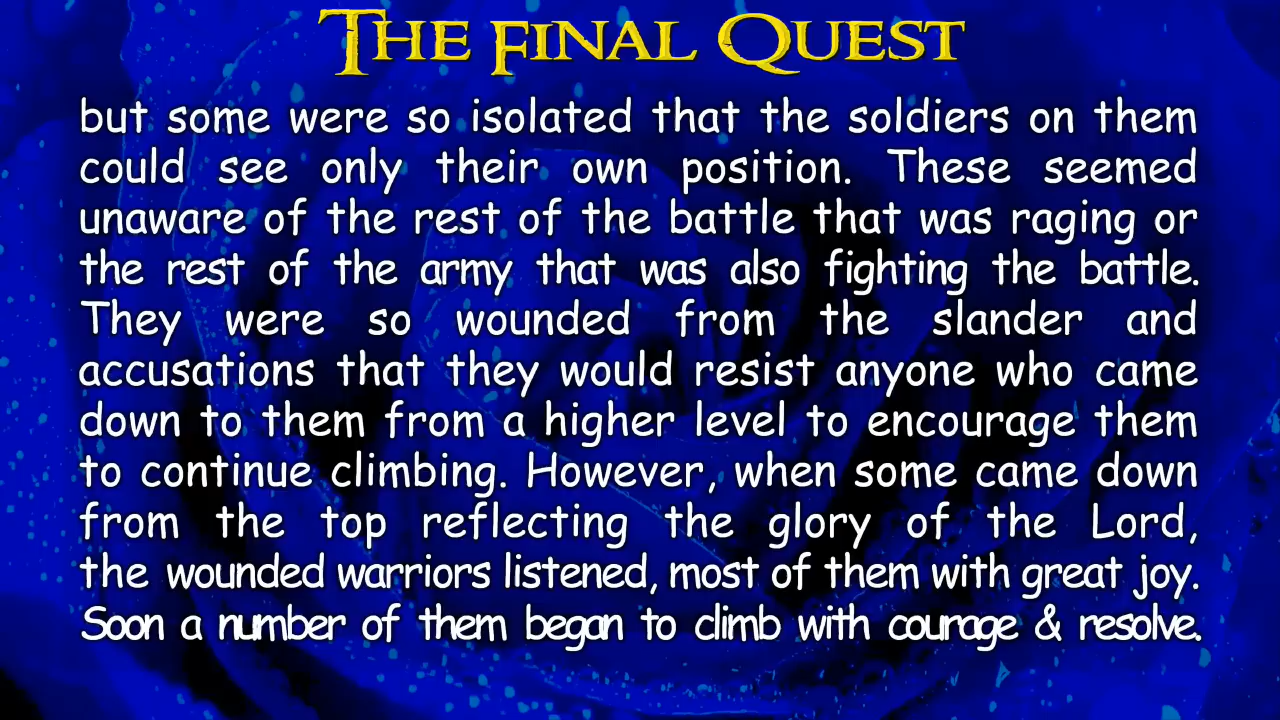 The Final Quest
but some were so isolated that the soldiers on them
could see only their own position. These seemed
unaware of the rest of the battle that was raging or
the rest of the army that was also fighting the battle.
They were so wounded from the slander and
accusations that they would resist anyone who came
down to them from a higher level to encourage them
to continue climbing. However, when some came down
from the top reflecting the glory of the Lord,
the wounded warriors listened, most of them with great joy.
Soon a number of them began to climb with courage & resolve.